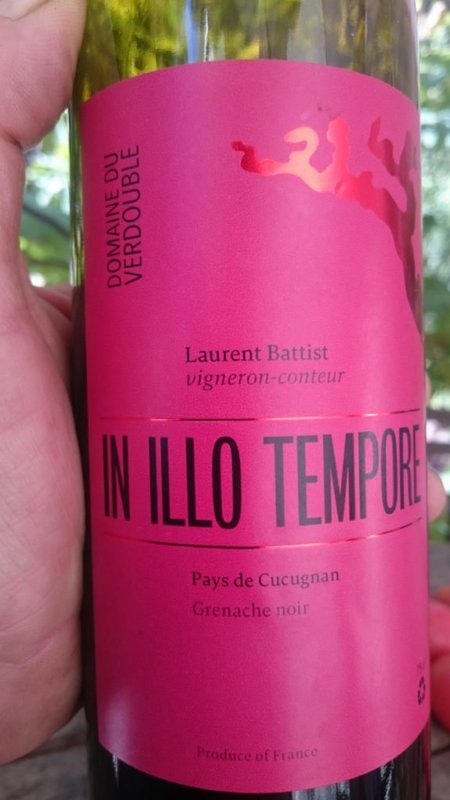 DOMAINE DU
VERDOUBLE
Laurent Battist
vigneron-conteur
IN ILLO TEMPORE
Pays de Cucugnan
Grenache noir
Produce of France